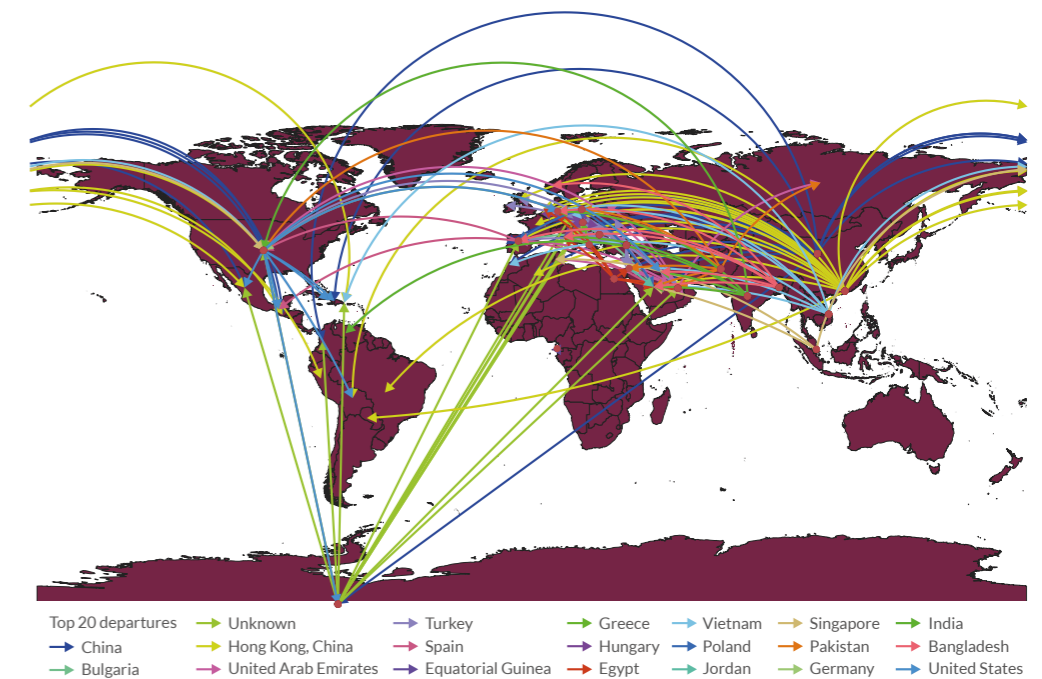 Top 20 departures
Unknown
Turkey
Greece
Vietnam
Singapore
India
China
Hong Kong, China
Spain
Hungary
Poland
Pakistan
Bangladesh
Bulgaria
United Arab Emirates
Equatorial Guinea
Egypt
Jordan
Germany
United States